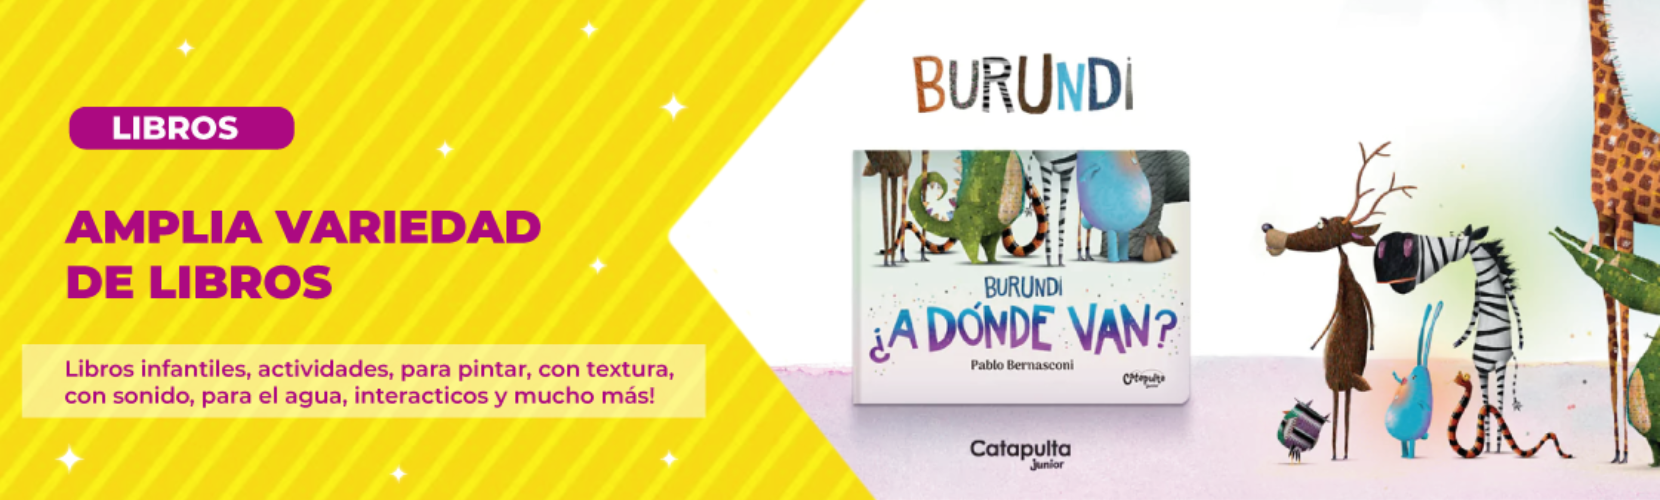 LIBROS
AMPLIA VARIEDAD
DE LIBROS
Libros infantiles, actividades, para pintar, con textura,
con sonido, para el agua, interacticos y mucho más!
BURUNDI
BURUNDI
¿A DÓNDE VAN?
Pablo Bernasconi
Catapulta
junior
Catapulta
junior